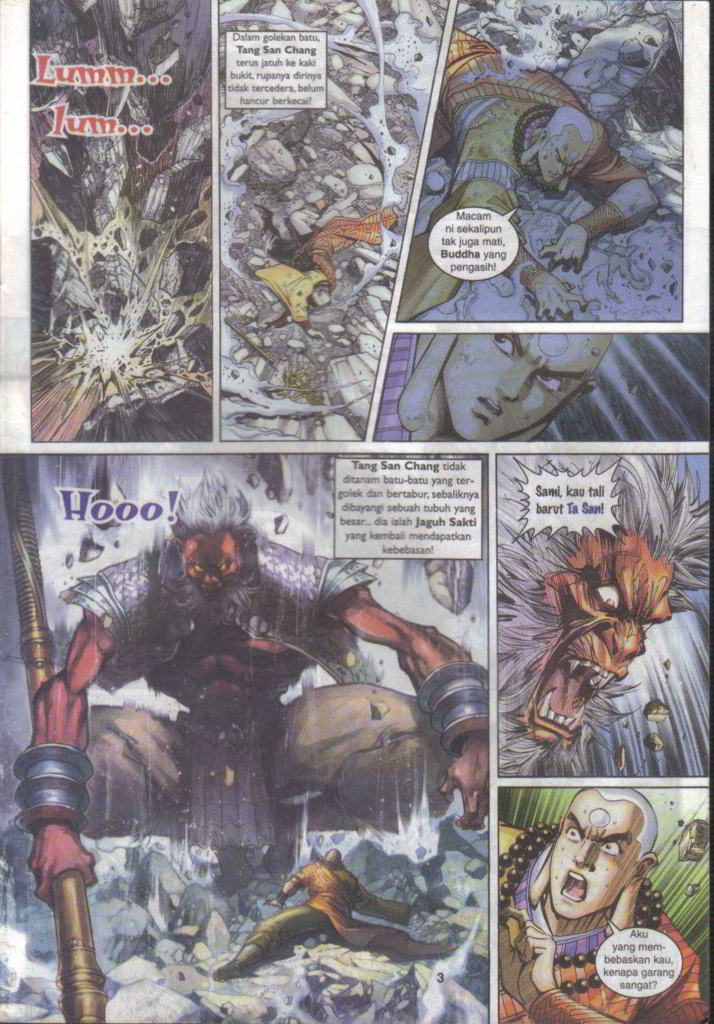 Lumm...
lum...
Dalam golekan batu,
Tang San Chang
terus jatuh ke kaki
bukit, rupanya dirinya
tidak tercedera, belum
hancur berkecai!
Macam
ni sekalipun
tak juga mati,
Buddha yang
pengasih!
Hooo!
Tang San Chang tidak
ditanam batu-batu yang ter-
golek dan bertabur, sebaliknya
dibayangi sebuah tubuh yang
besar... dia ialah Jaguh Sakti
yang kembali mendapatkan
kebebasan!
Sami, kau tali
barut Ta San!
Aku
yang mem-
bebaskan kau,
kenapa garang
sangat?
3